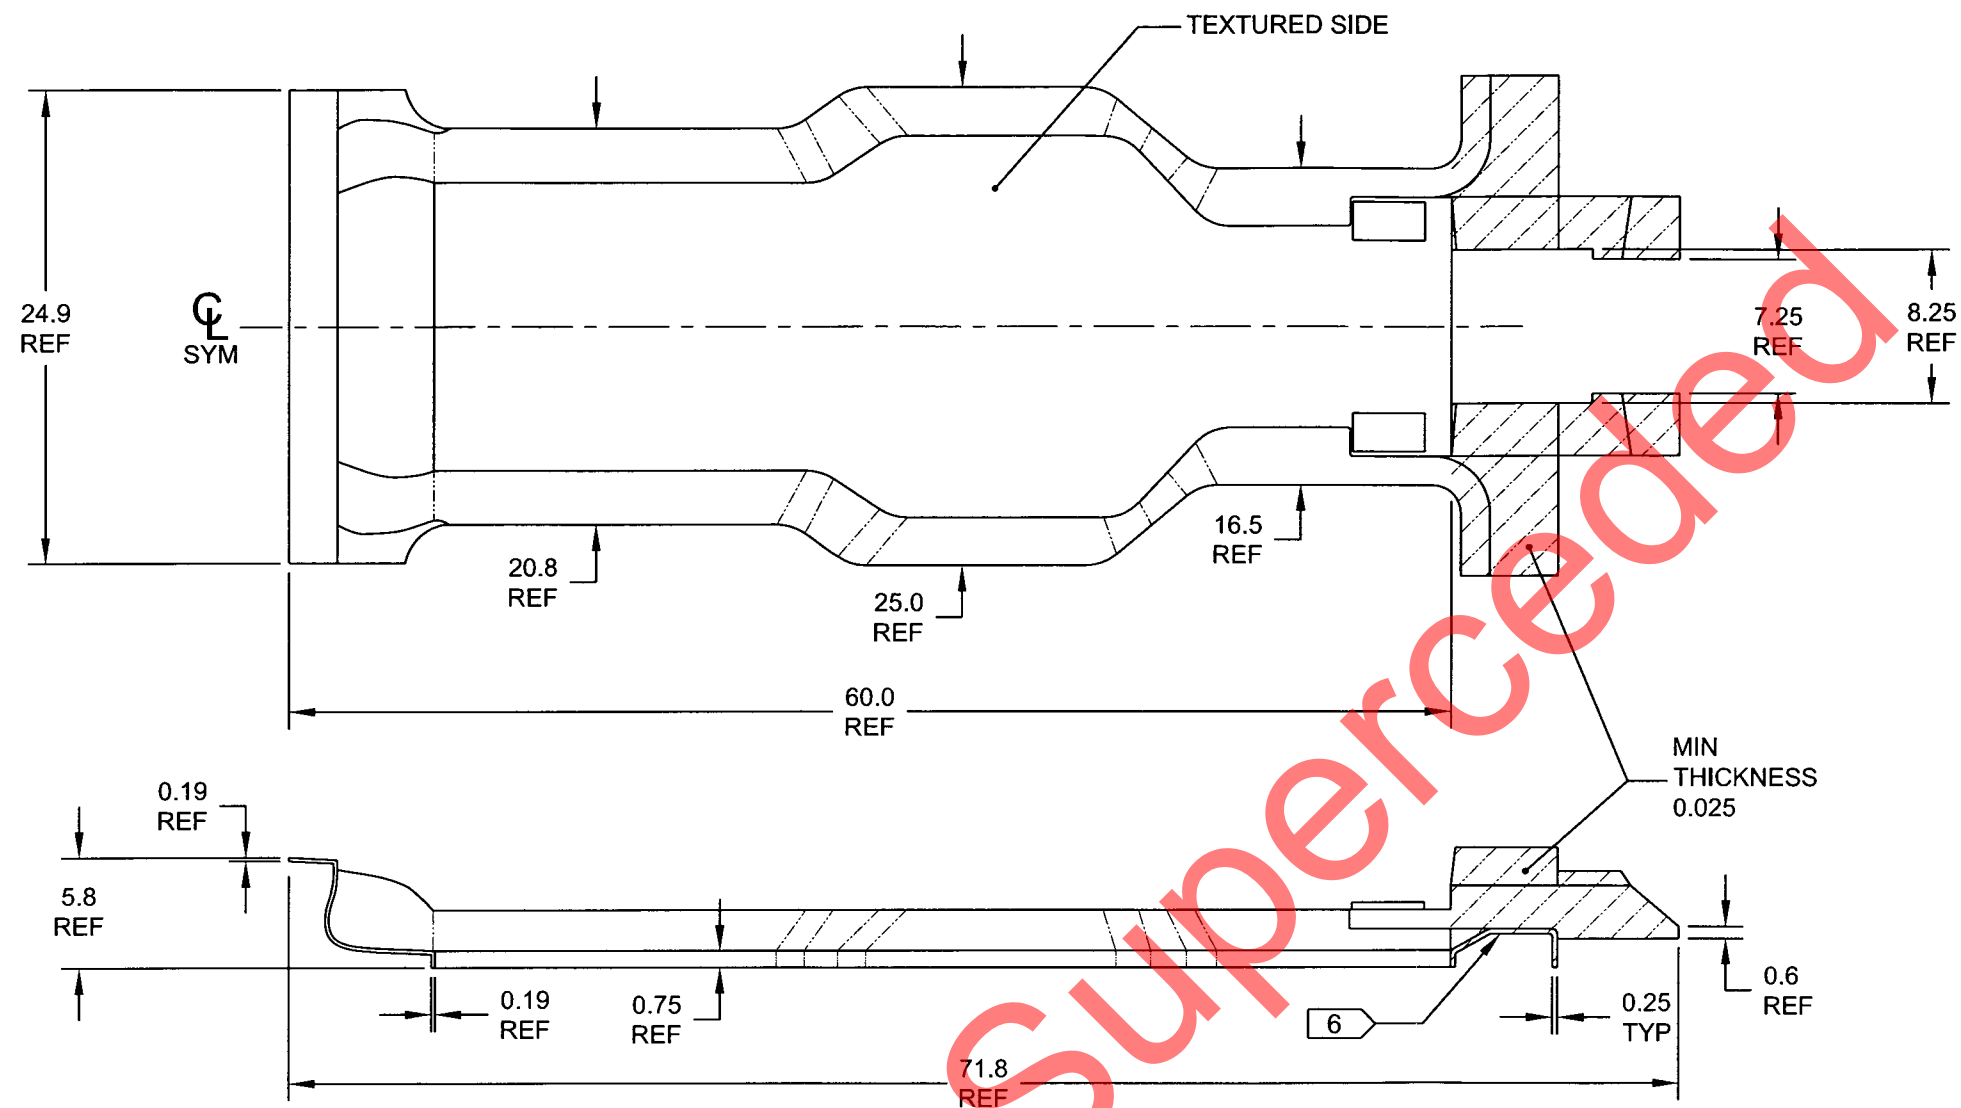 TEXTURED SIDE
24.9
REF
CL
SYM
7.25
REF
8.25
REF
16.5
REF
20.8
REF
25.0
REF
60.0
REF
MIN
THICKNESS
0.025
0.19
REF
5.8
REF
0.19
REF
0.75
REF
6
0.25
TYP
0.6
REF
71.8
REF
Superceded